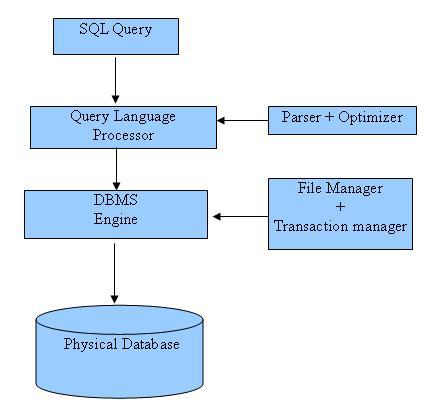 SQL Query
Query Language
Processor
Parser + Optimizer
DBMS
Engine
File Manager
+
Transaction manager
Physical Database